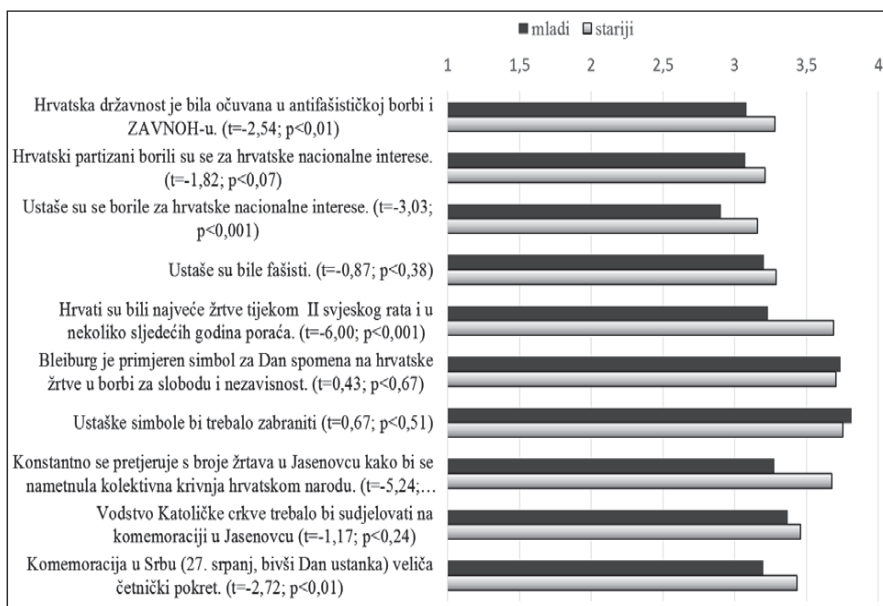 mladi stariji
1 1,5 2 2,5 3 3,5 4
Hrvatska državnost je bila očuvana u antifašističkoj borbi i
ZAVNOH-u. (t=-2,54; p<0,01)
Hrvatski partizani borili su se za hrvatske nacionalne interese.
(t=-1,82; p<0,07)
Ustaše su se borile za hrvatske nacionalne interese. (t=-3,03;
p<0,001)
Ustaše su bile fašisti. (t=-0,87; p<0,38)
Hrvati su bili najveće žrtve tijekom II svjeskog rata i u
nekoliko sljedećih godina poraća. (t=-6,00; p<0,001)
Bleiburg je primjeren simbol za Dan spomena na hrvatske
žrtve u borbi za slobodu i nezavisnost. (t=0,43; p<0,67)
Ustaške simbole bi trebalo zabraniti (t=0,67; p<0,51)
Konstantno se pretjeruje s broje žrtava u Jasenovcu kako bi se
nametnula kolektivna krivnja hrvatskom narodu. (t=-5,24;…
Vodstvo Katoličke crkve trebalo bi sudjelovati na
komemoraciji u Jasenovcu (t=-1,17; p<0,24)
Komemoracija u Srbu (27. srpanj, bivši Dan ustanka) veliča
četnički pokret. (t=-2,72; p<0,01)